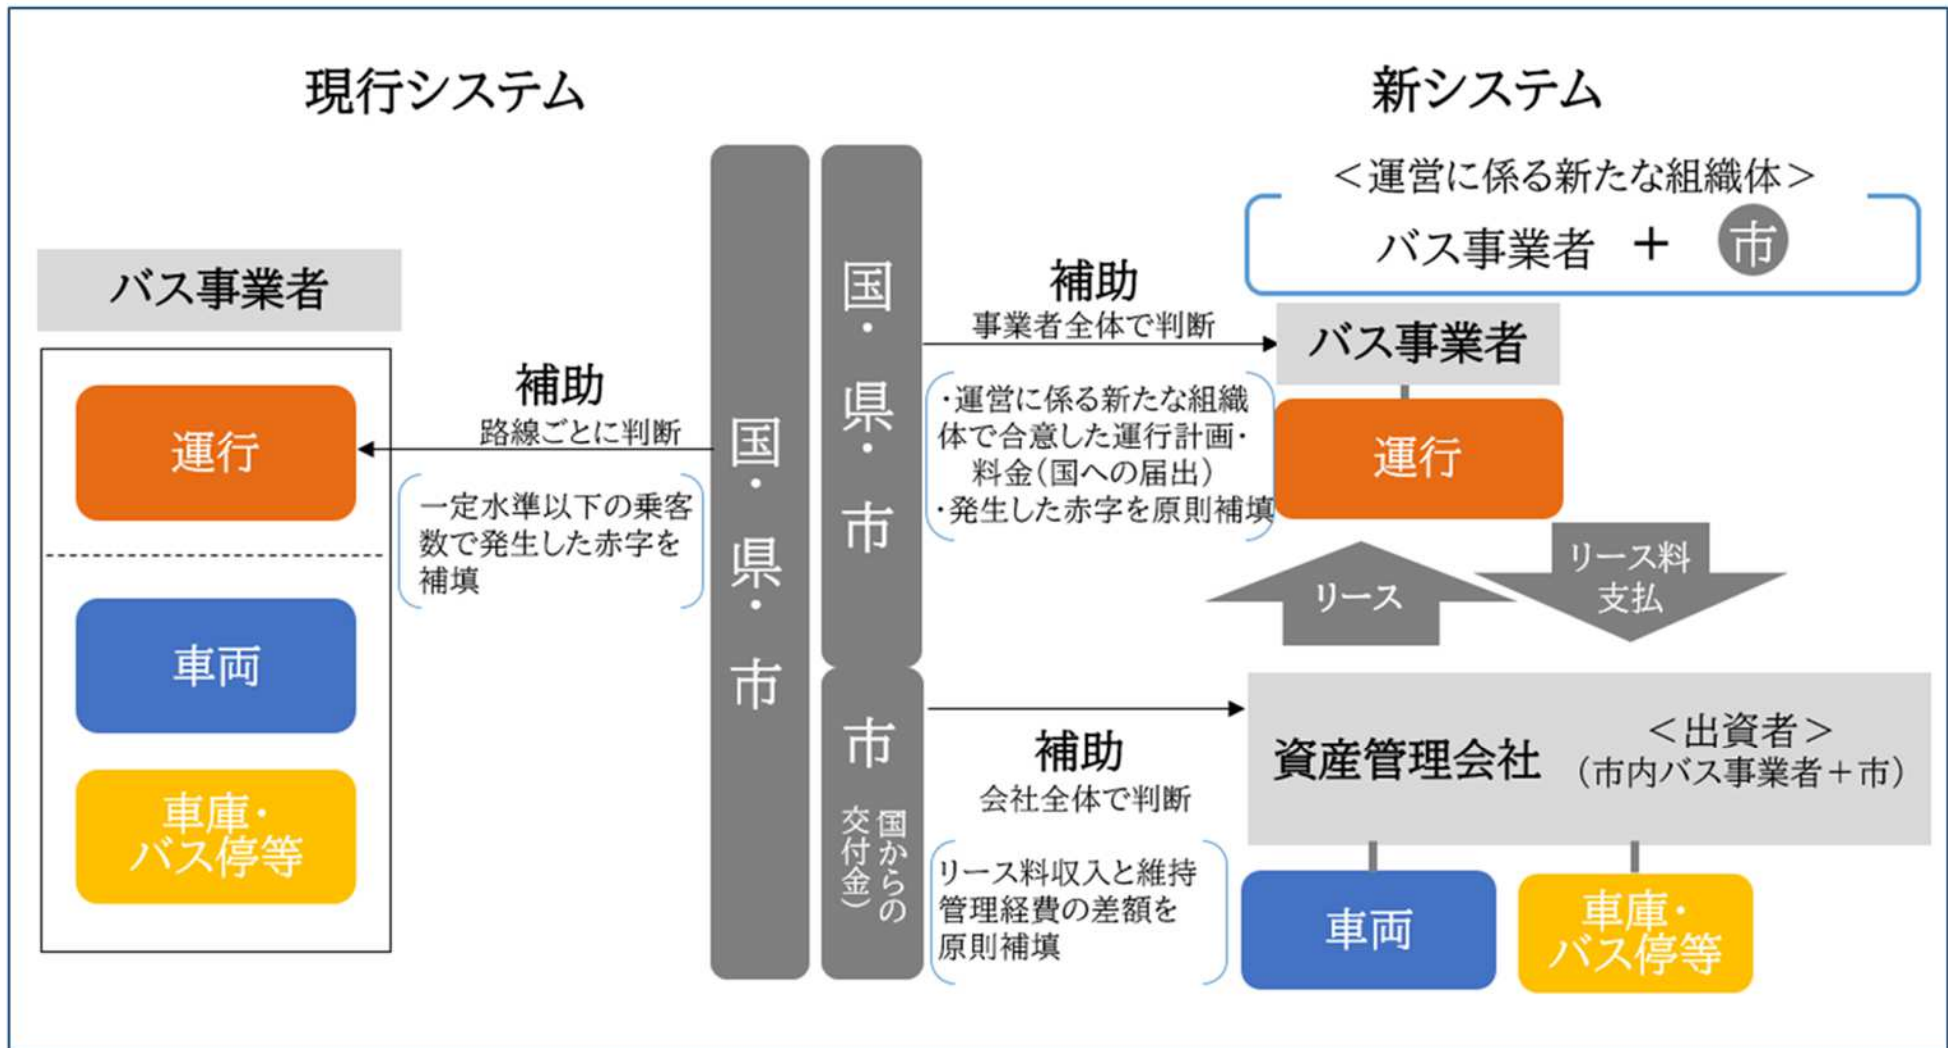 現行システム
バス事業者
運行
車両
車庫・
バス停等
補助
路線ごとに判断
一定水準以下の乗客
数で発生した赤字を
補填
国・県・市
新システム
＜運営に係る新たな組織体＞
バス事業者 ＋ 市
国・県・市
補助
事業者全体で判断
・運営に係る新たな組織
体で合意した運行計画・
料金（国への届出）
・発生した赤字を原則補填
バス事業者
運行
リース
リース料
支払
市
国からの
交付金）
補助
会社全体で判断
リース料収入と維持
管理経費の差額を
原則補填
資産管理会社
＜出資者＞
（市内バス事業者＋市）
車両
車庫・
バス停等